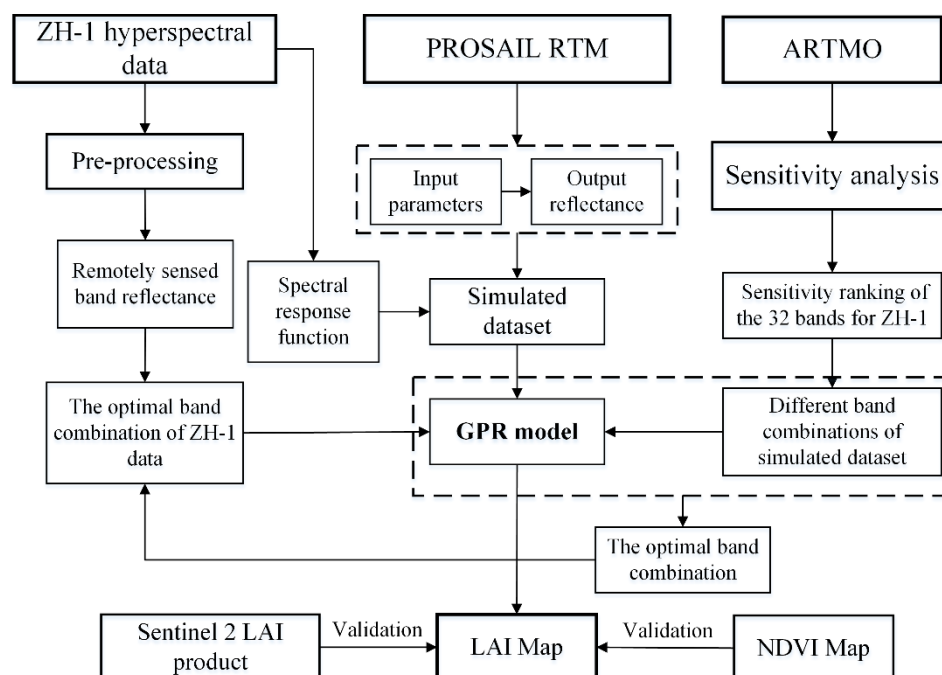 ZH-1 hyperspectral
data
PROSAIL RTM
ARTMO
Pre-processing
Input
parameters
Output
reflectance
Sensitivity analysis
Remotely sensed
band reflectance
Spectral
response
function
Simulated
dataset
Sensitivity ranking of
the 32 bands for ZH-1
The optimal band
combination of ZH-1
data
GPR model
Different band
combinations of
simulated dataset
The optimal band
combination
Sentinel 2 LAI
product
Validation
LAI Map
Validation
NDVI Map